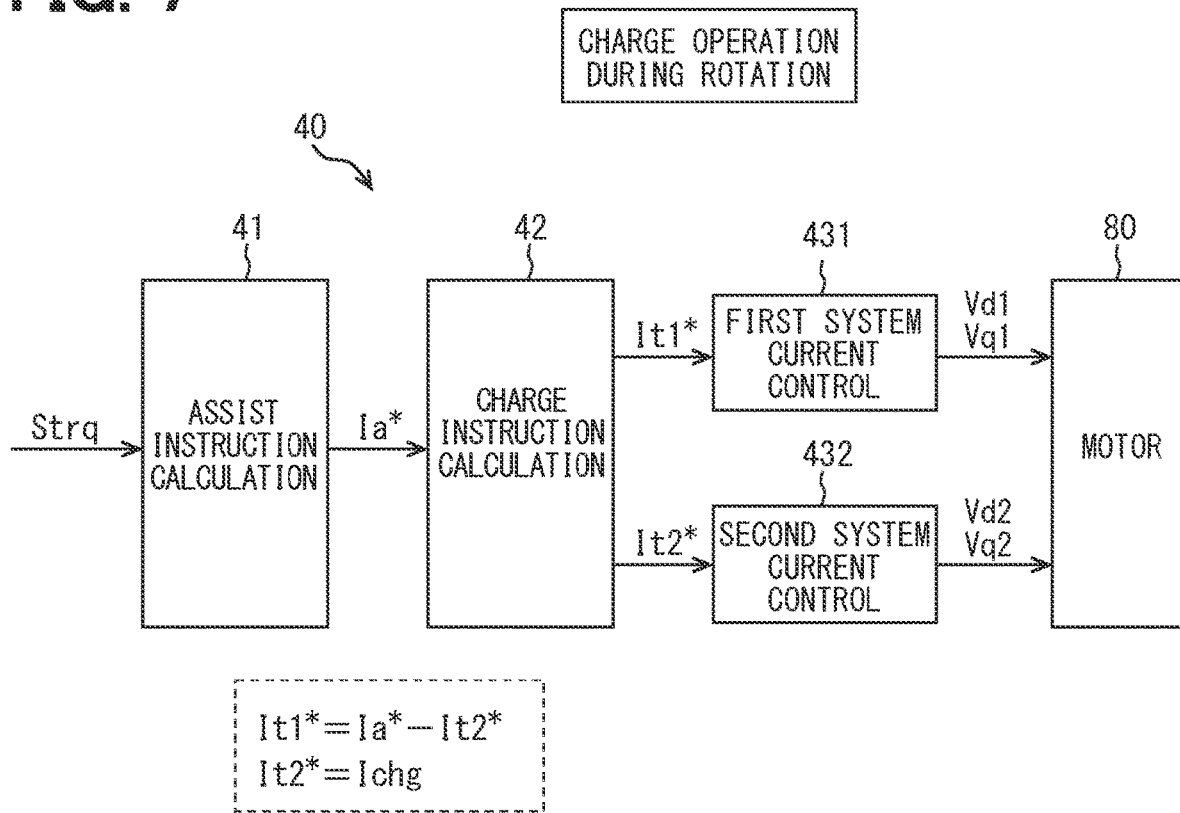 CHARGE OPERATION
DURING ROTATION
40
41
42
431
80
432
Strq
ASSIST
INSTRUCTION
CALCULATION
Ia*
CHARGE
INSTRUCTION
CALCULATION
It1*
FIRST SYSTEM
CURRENT
CONTROL
Vd1
Vq1
It2*
SECOND SYSTEM
CURRENT
CONTROL
Vd2
Vq2
MOTOR
It1*=Ia*-It2*
It2*=Ichg